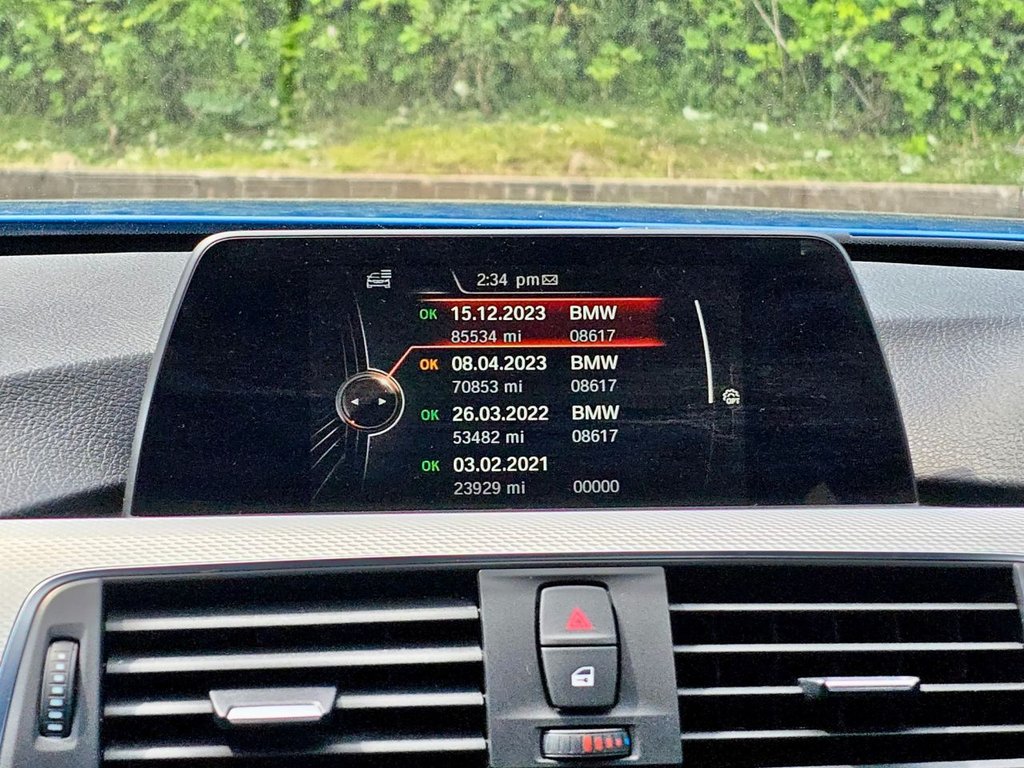 2:34 pm
OK 15.12.2023 BMW
85534 mi 08617
OK 08.04.2023 BMW
70853 mi 08617
OK 26.03.2022 BMW
53482 mi 08617
OPT
OK 03.02.2021
23929 mi 00000